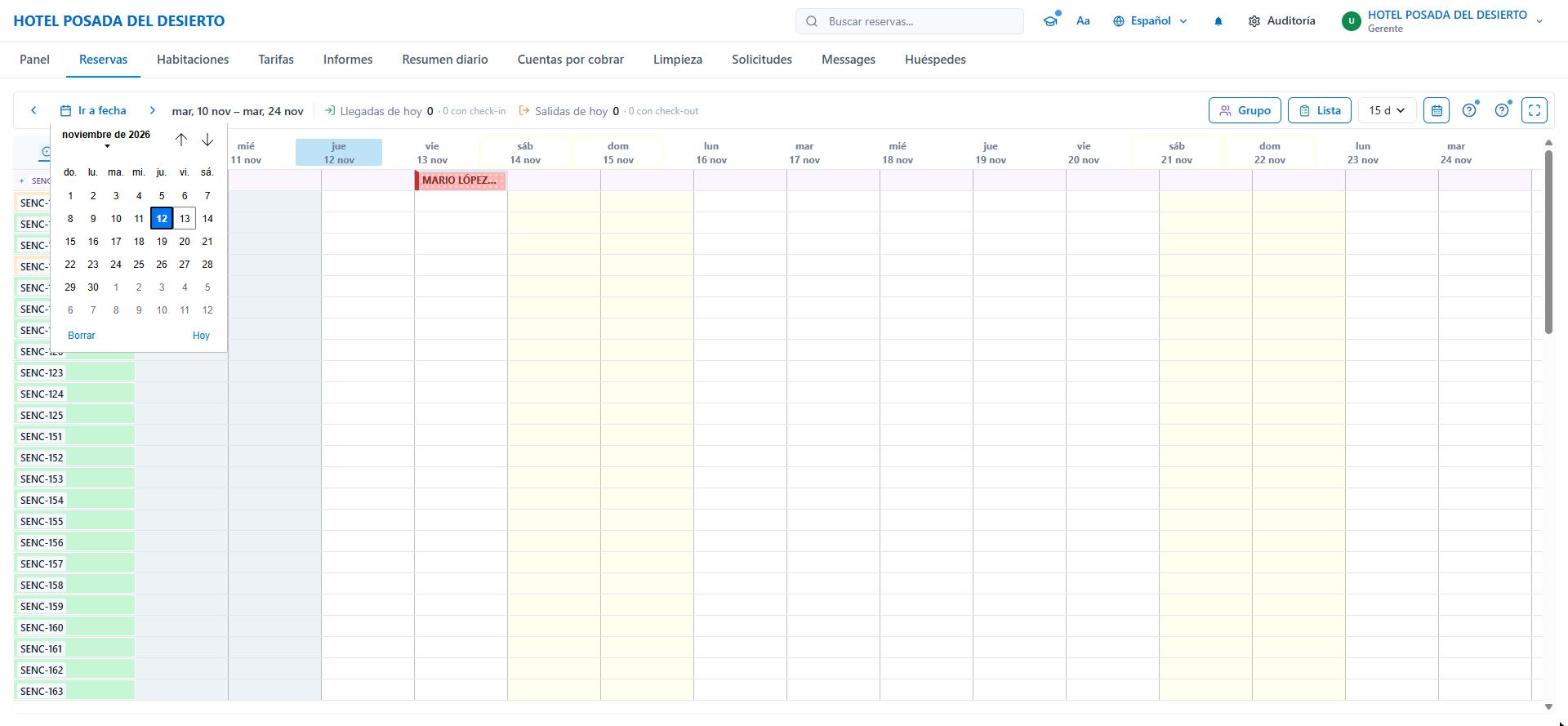 HOTEL POSADA DEL DESIERTO
Buscar reservas...
Aa
Español
Auditoría
U
HOTEL POSADA DEL DESIERTO
Gerente
Panel
Reservas
Habitaciones
Tarifas
Informes
Resumen diario
Cuentas por cobrar
Limpieza
Solicitudes
Messages
Huéspedes
Ir a fecha
mar, 10 nov – mar, 24 nov
Llegadas de hoy 0 · 0 con check-in
Salidas de hoy 0 · 0 con check-out
Grupo
Lista
15 d
noviembre de 2026
do. lu. ma. mi. ju. vi. sá.
1 2 3 4 5 6 7
8 9 10 11 12 13 14
15 16 17 18 19 20 21
22 23 24 25 26 27 28
29 30 1 2 3 4 5
6 7 8 9 10 11 12
Borrar Hoy
mié jue vie sáb dom lun mar mié jue vie sáb dom lun mar
11 nov 12 nov 13 nov 14 nov 15 nov 16 nov 17 nov 18 nov 19 nov 20 nov 21 nov 22 nov 23 nov 24 nov
+ SENC
MARIO LÓPEZ...
SENC-123
SENC-124
SENC-125
SENC-151
SENC-152
SENC-153
SENC-154
SENC-155
SENC-156
SENC-157
SENC-158
SENC-159
SENC-160
SENC-161
SENC-162
SENC-163